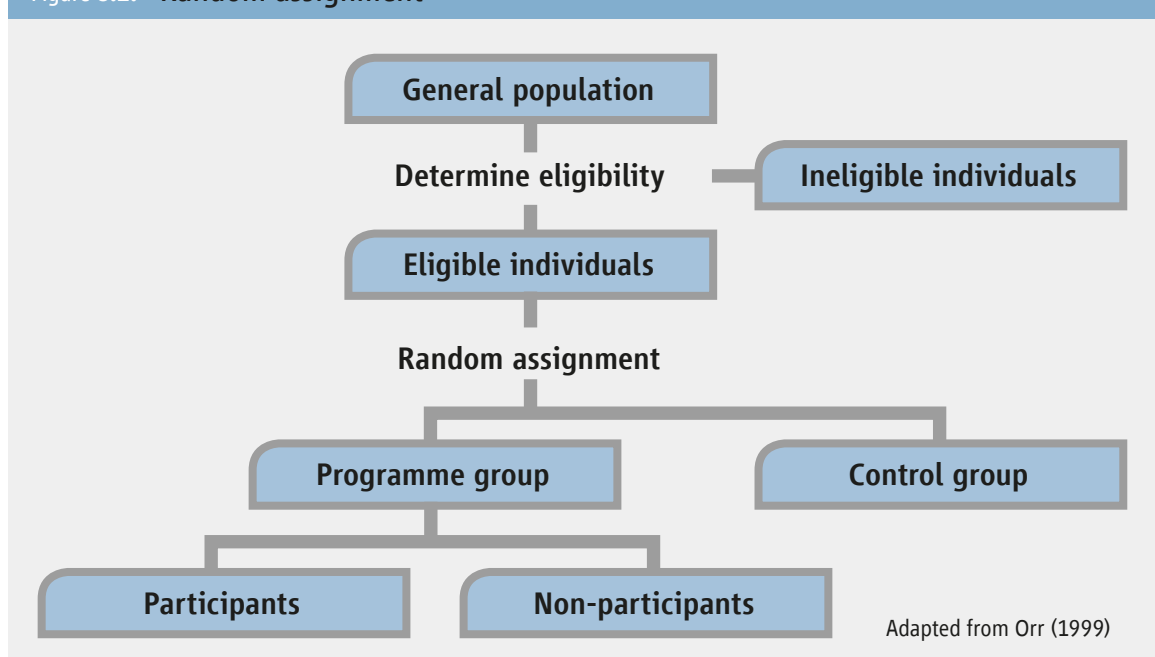 Random assignment
General population
Determine eligibility
Ineligible individuals
Eligible individuals
Random assignment
Programme group
Control group
Participants
Non-participants
Adapted from Orr (1999)